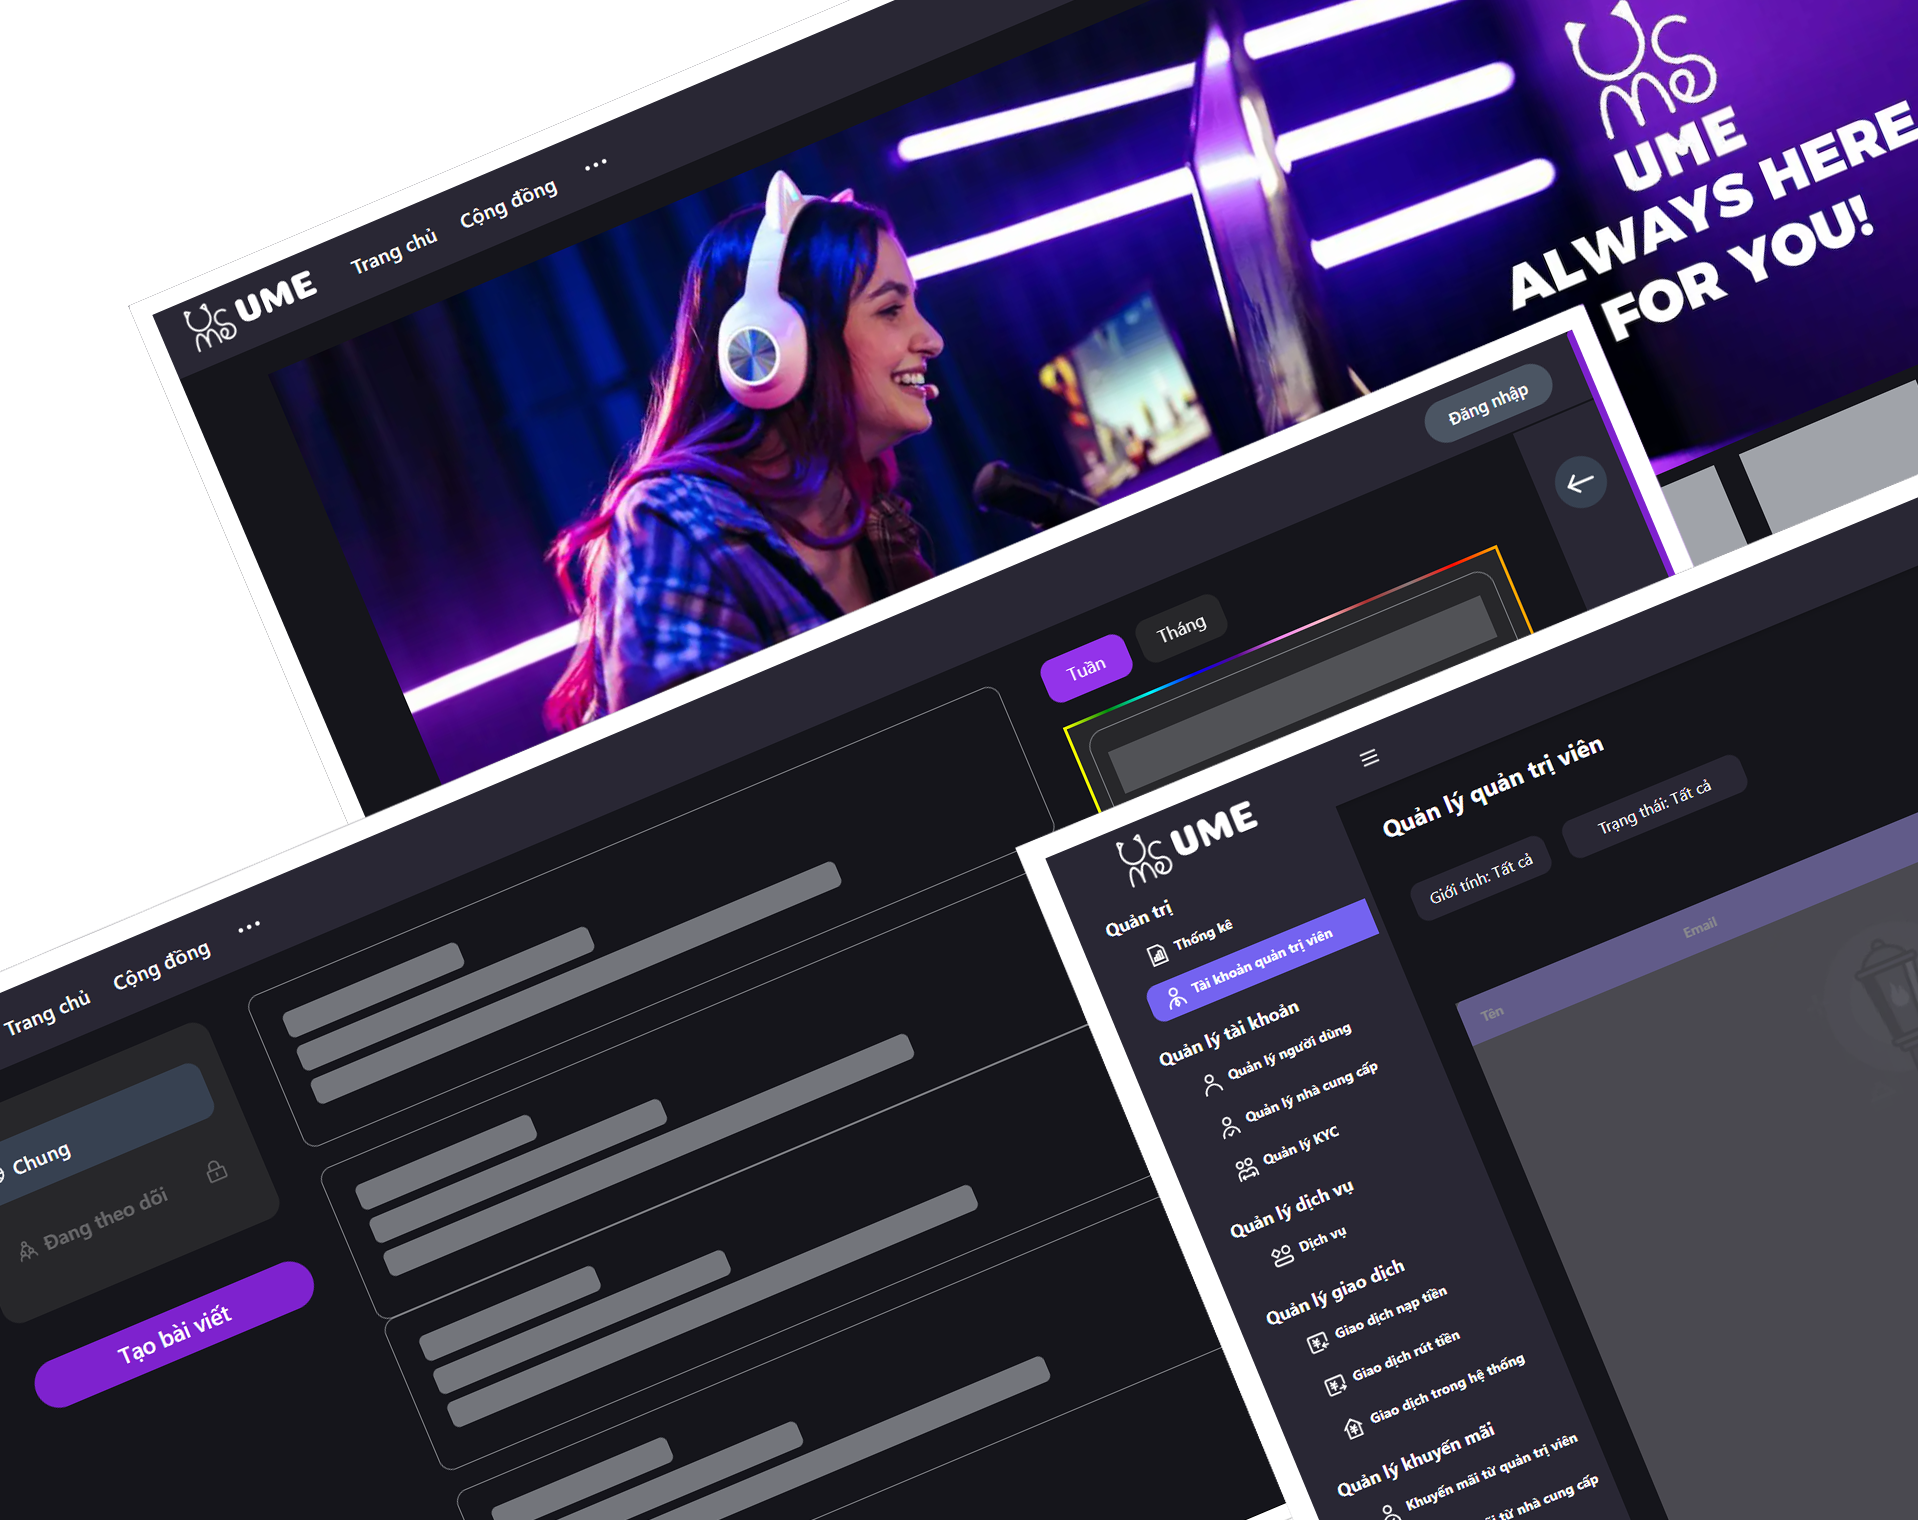 UME
Trang chủ
Cộng đồng
UME
ALWAYS HERE
FOR YOU!
Đăng nhập
Tuần
Tháng
Trang chủ
Cộng đồng
Chung
Đang theo dõi
Tạo bài viết
UME
Quản trị
Thống kê
Tài khoản quản trị viên
Quản lý tài khoản
Quản lý người dùng
Quản lý nhà cung cấp
Quản lý KYC
Quản lý dịch vụ
Dịch vụ
Quản lý giao dịch
Giao dịch nạp tiền
Giao dịch rút tiền
Giao dịch trong hệ thống
Quản lý khuyến mãi
Khuyến mãi từ quản trị viên
từ nhà cung cấp
Quản lý quản trị viên
Giới tính: Tất cả
Trạng thái: Tất cả
Tên
Email